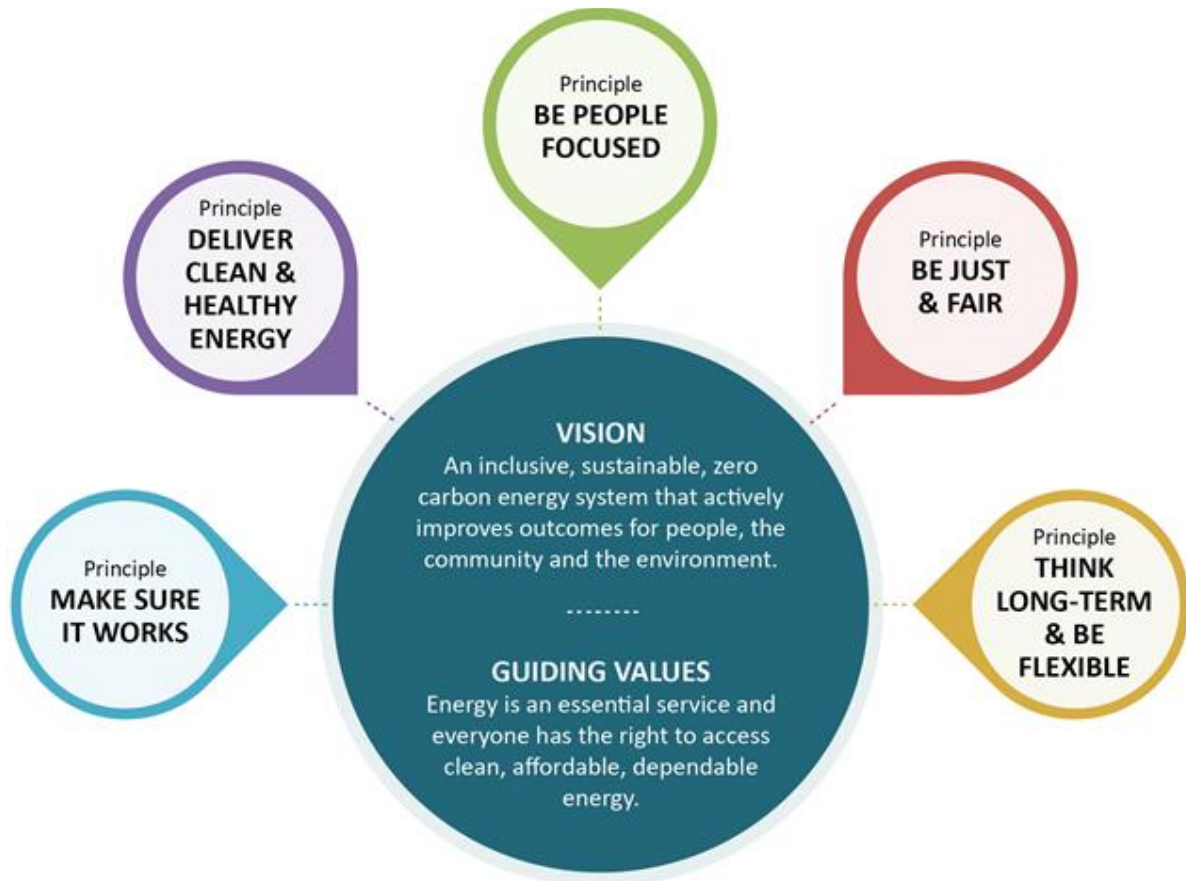 Principle
BE PEOPLE
FOCUSED
Principle
DELIVER
CLEAN &
HEALTHY
ENERGY
Principle
BE JUST
& FAIR
Principle
MAKE SURE
IT WORKS
VISION
An inclusive, sustainable, zero
carbon energy system that actively
improves outcomes for people, the
community and the environment.
--------
GUIDING VALUES
Energy is an essential service and
everyone has the right to access
clean, affordable, dependable
energy.
Principle
THINK
LONG-TERM
& BE
FLEXIBLE